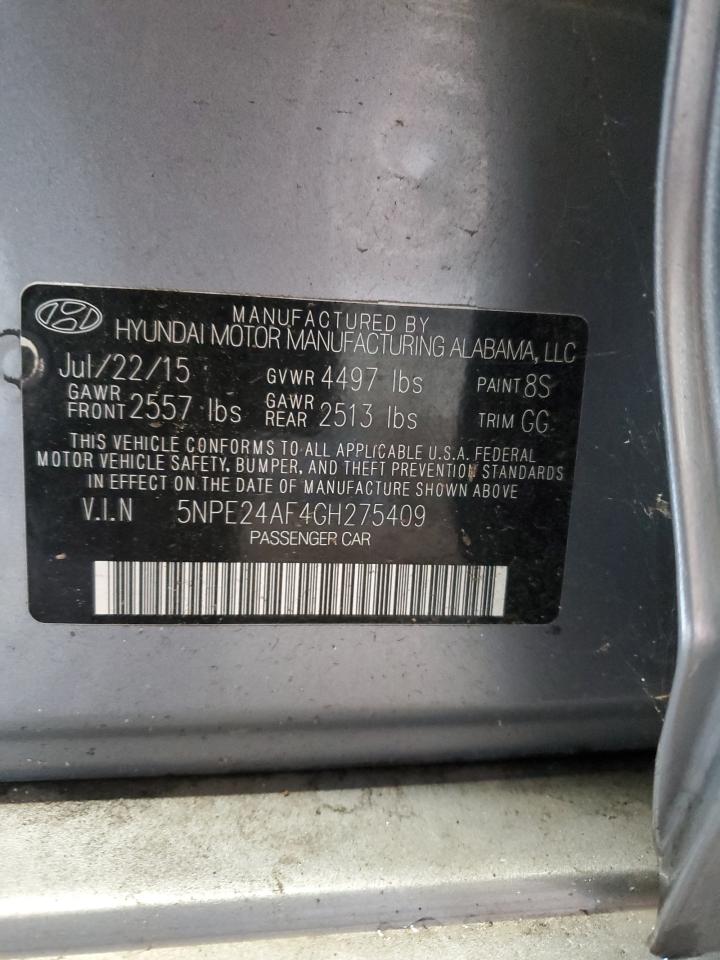 MANUFACTURED BY
HYUNDAI MOTOR MANUFACTURING ALABAMA, LLC
Jul/22/15 GVWR 4497 lbs PAINT 8S
GAWR FRONT 2557 lbs GAWR REAR 2513 lbs TRIM GG
THIS VEHICLE CONFORMS TO ALL APPLICABLE U.S.A. FEDERAL
MOTOR VEHICLE SAFETY, BUMPER, AND THEFT PREVENTION STANDARDS
IN EFFECT ON THE DATE OF MANUFACTURE SHOWN ABOVE
V.I.N 5NPE24AF4GH275409
PASSENGER CAR